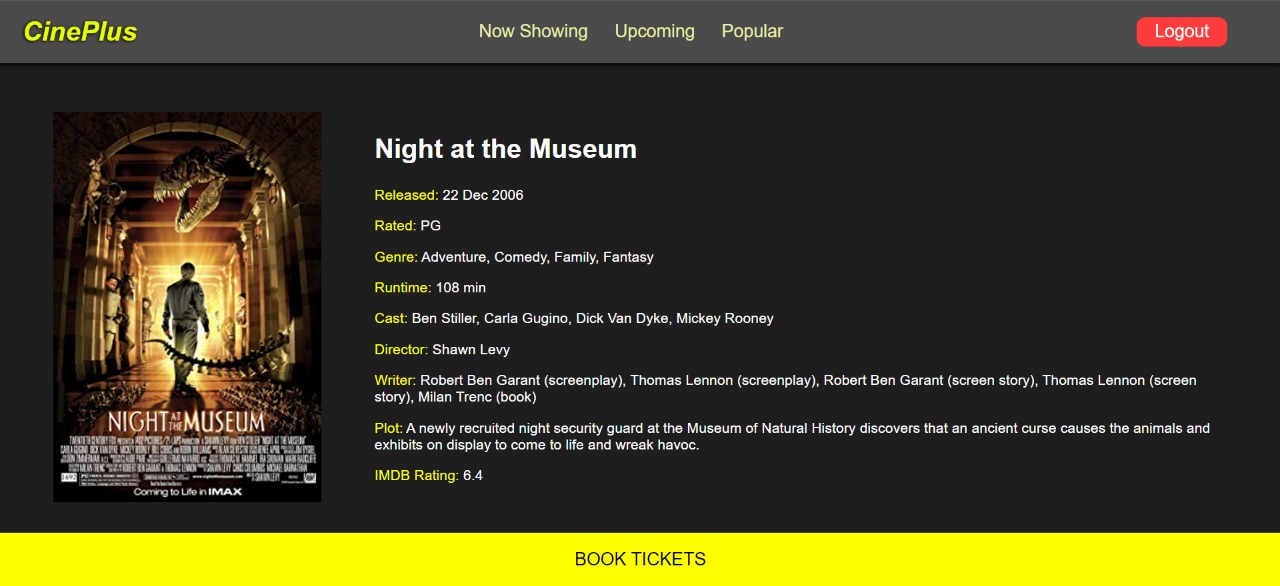 CinePlus
Now Showing Upcoming Popular
Logout
Night at the Museum
Released: 22 Dec 2006
Rated: PG
Genre: Adventure, Comedy, Family, Fantasy
Runtime: 108 min
Cast: Ben Stiller, Carla Gugino, Dick Van Dyke, Mickey Rooney
Director: Shawn Levy
Writer: Robert Ben Garant (screenplay), Thomas Lennon (screenplay), Robert Ben Garant (screen story), Thomas Lennon (screen
story), Milan Trenc (book)
Plot: A newly recruited night security guard at the Museum of Natural History discovers that an ancient curse causes the animals and
exhibits on display to come to life and wreak havoc.
IMDB Rating: 6.4
NIGHT AT THE MUSEUM
Coming to Life in IMAX
BOOK TICKETS